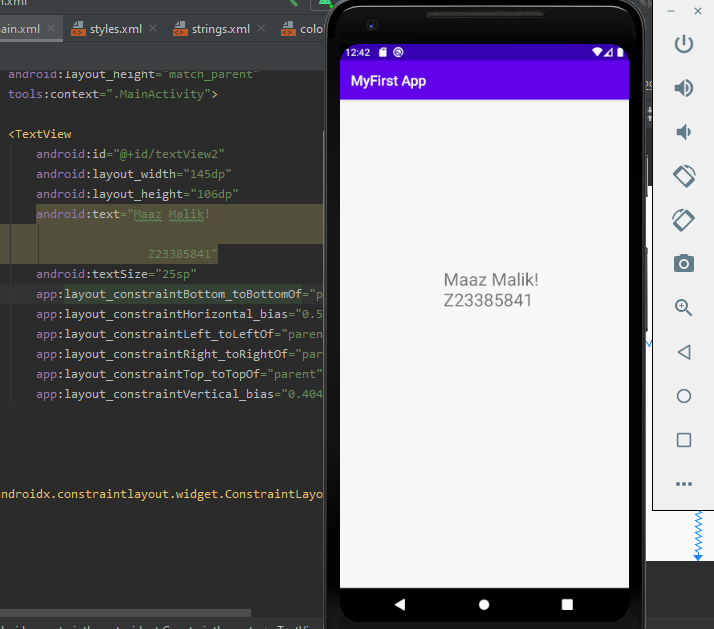 ain.xml
styles.xml
strings.xml
colo
android:layout_height="match_parent"
tools:context=".MainActivity">
<TextView
android:id="@+id/textView2"
android:layout_width="145dp"
android:layout_height="106dp"
android:text="Maaz Malik!
Z23385841"
android:textSize="25sp"
app:layout_constraintBottom_toBottomOf="p
app:layout_constraintHorizontal_bias="0.5
app:layout_constraintLeft_toLeftOf="paren
app:layout_constraintRight_toRightOf="par
app:layout_constraintTop_toTopOf="parent"
app:layout_constraintVertical_bias="0.404
ndroidx.constraintlayout.widget.ConstraintLayo
12:42
MyFirst App
Maaz Malik!
Z23385841